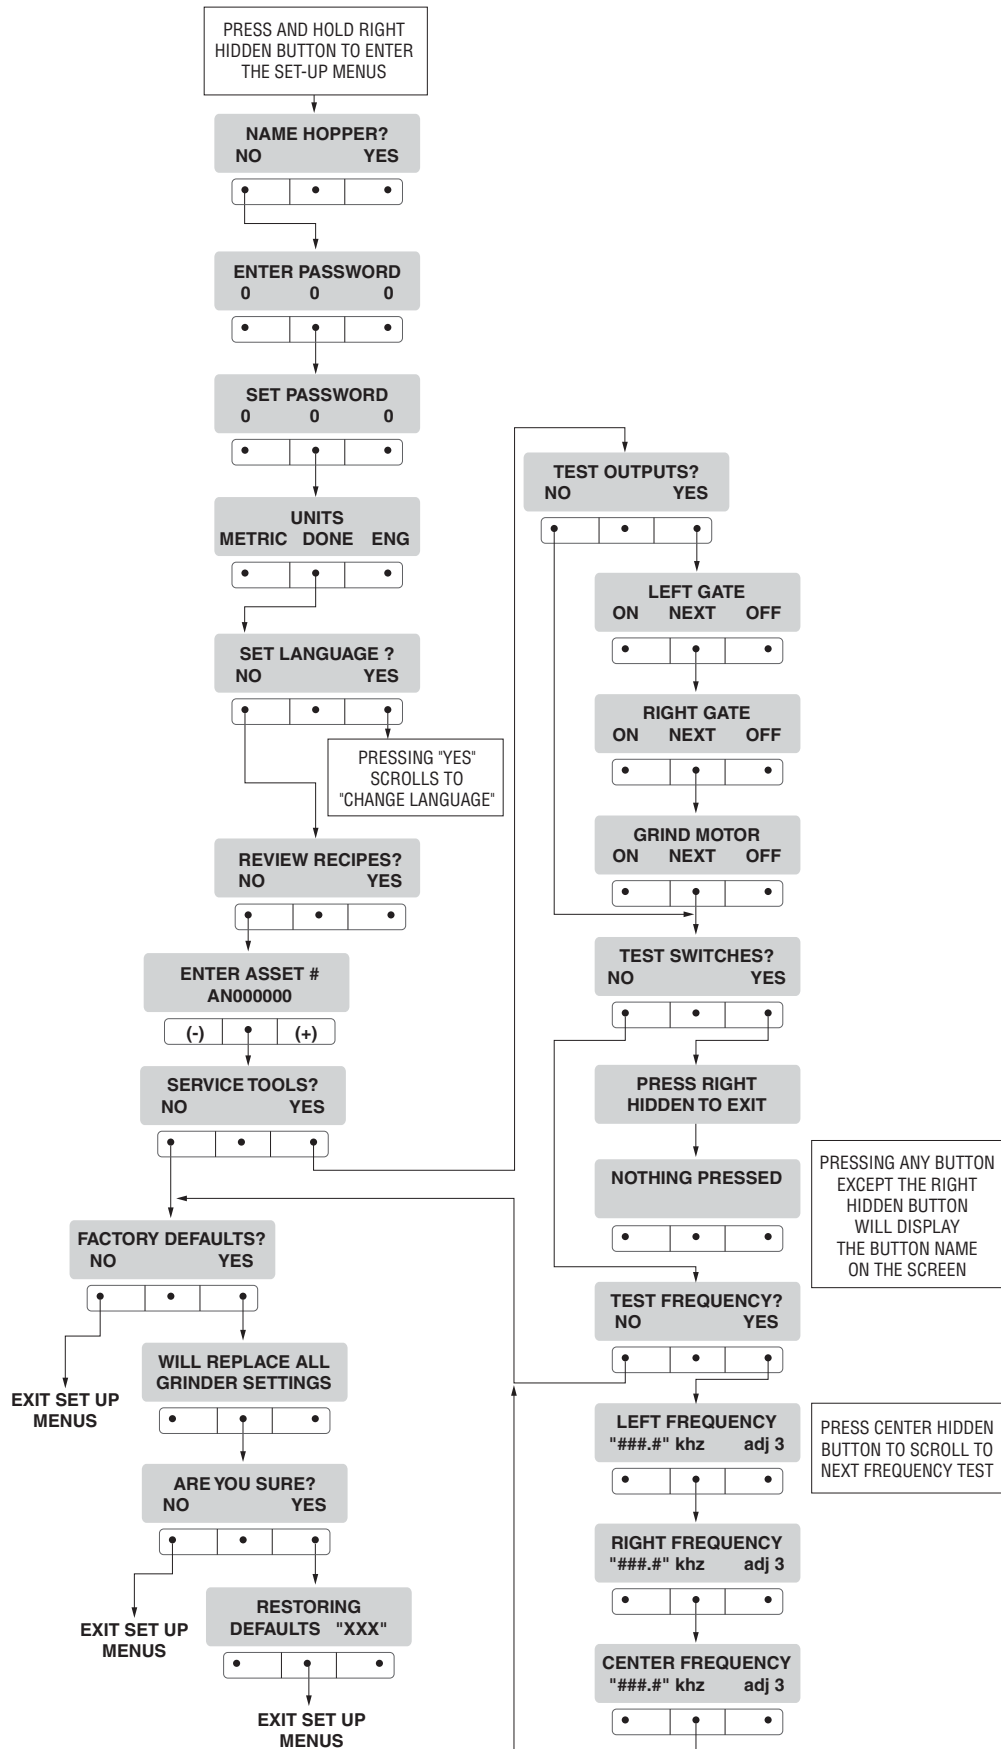 PRESS AND HOLD RIGHT
HIDDEN BUTTON TO ENTER
THE SET-UP MENUS
NAME HOPPER?
NO YES
ENTER PASSWORD
0 0 0
SET PASSWORD
0 0 0
UNITS
METRIC DONE ENG
SET LANGUAGE ?
NO YES
PRESSING "YES"
SCROLLS TO
"CHANGE LANGUAGE"
REVIEW RECIPES?
NO YES
ENTER ASSET #
AN000000
(-) (+)
SERVICE TOOLS?
NO YES
FACTORY DEFAULTS?
NO YES
EXIT SET UP
MENUS
WILL REPLACE ALL
GRINDER SETTINGS
ARE YOU SURE?
NO YES
EXIT SET UP
MENUS
RESTORING
DEFAULTS "XXX"
EXIT SET UP
MENUS
TEST OUTPUTS?
NO YES
LEFT GATE
ON NEXT OFF
RIGHT GATE
ON NEXT OFF
GRIND MOTOR
ON NEXT OFF
TEST SWITCHES?
NO YES
PRESS RIGHT
HIDDEN TO EXIT
NOTHING PRESSED
PRESSING ANY BUTTON
EXCEPT THE RIGHT
HIDDEN BUTTON
WILL DISPLAY
THE BUTTON NAME
ON THE SCREEN
TEST FREQUENCY?
NO YES
LEFT FREQUENCY
"###.#" khz adj 3
PRESS CENTER HIDDEN
BUTTON TO SCROLL TO
NEXT FREQUENCY TEST
RIGHT FREQUENCY
"###.#" khz adj 3
CENTER FREQUENCY
"###.#" khz adj 3